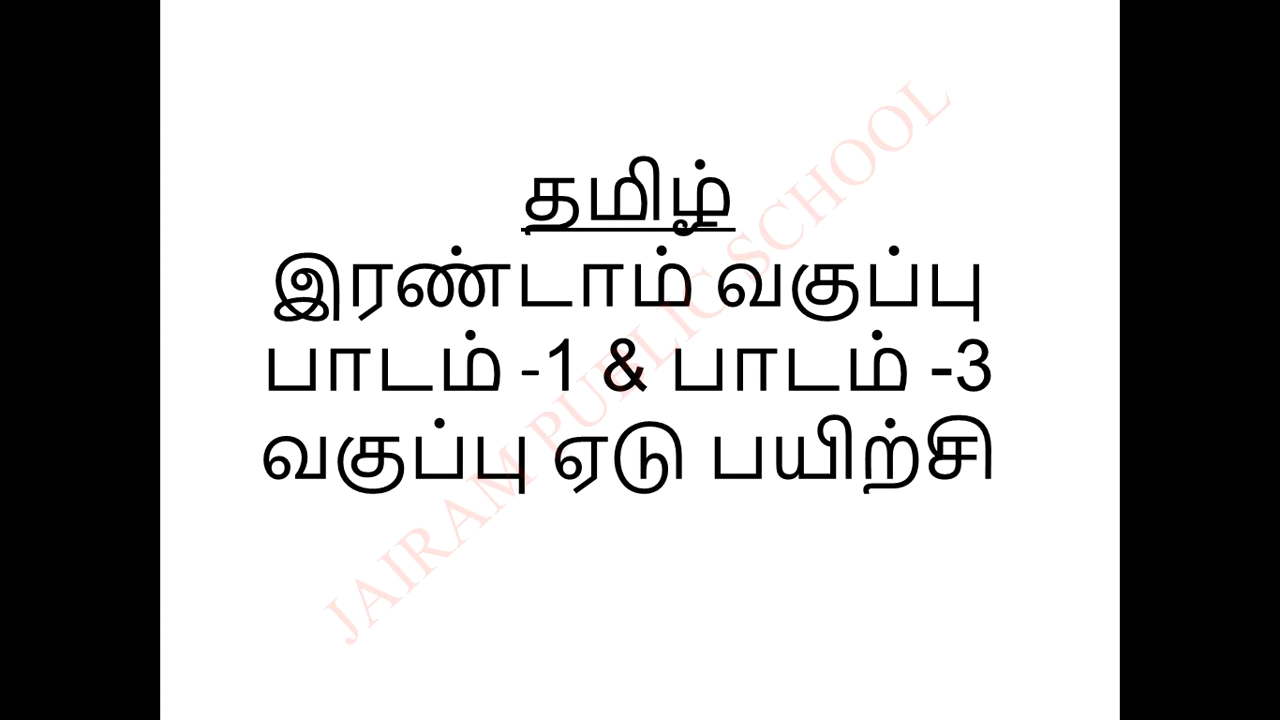 தமிழ்
இரண்டாம் வகுப்பு
பாடம் -1 & பாடம் -3
வகுப்பு ஏடு பயிற்சி
JAIRAM PUBLIC SCHOOL